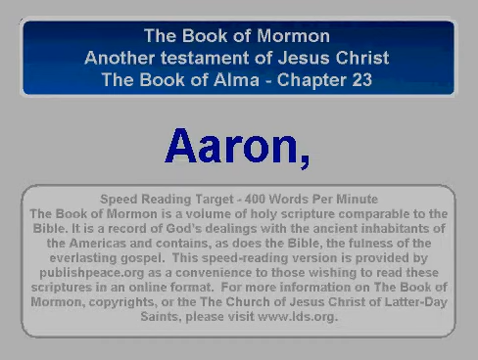 The Book of Mormon
Another testament of Jesus Christ
The Book of Alma - Chapter 23
Aaron,
Speed Reading Target - 400 Words Per Minute
The Book of Mormon is a volume of holy scripture comparable to the
Bible. It is a record of God's dealings with the ancient inhabitants of
the Americas and contains, as does the Bible, the fulness of the
everlasting gospel. This speed-reading version is provided by
publishpeace.org as a convenience to those wishing to read these
scriptures in an online format. For more information on The Book of
Mormon, copyrights, or the The Church of Jesus Christ of Latter-Day
Saints, please visit www.lds.org.